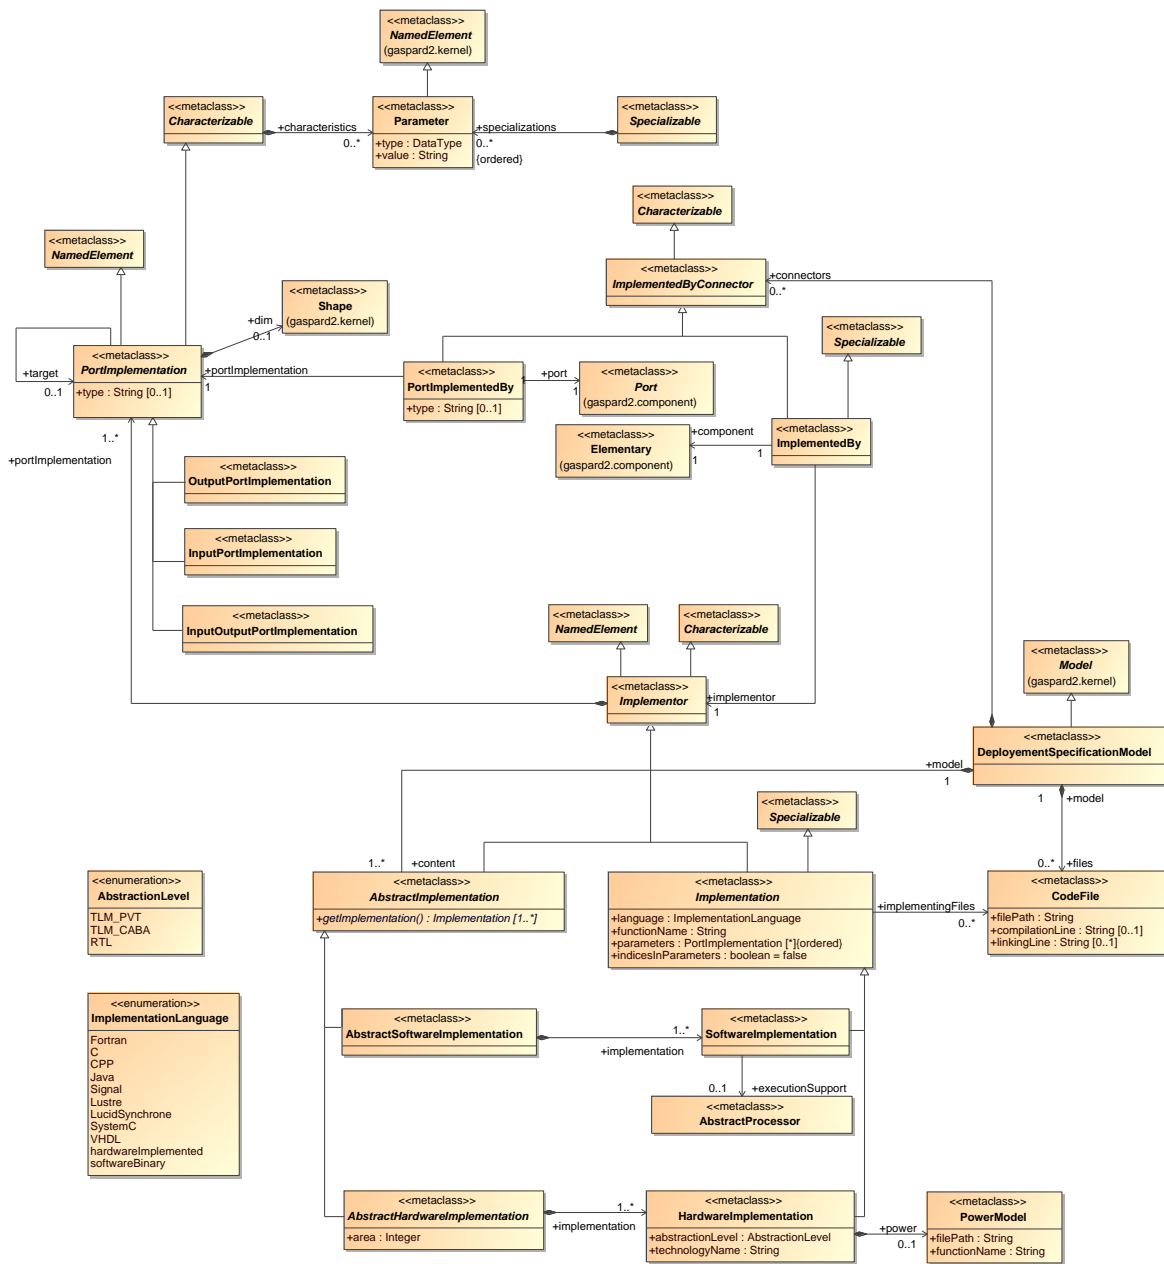 <<metaclass>>
NamedElement
(gaspard2.kernel)
<<metaclass>>
Characterizable
+characteristics
0..*
<<metaclass>>
Parameter
+type : DataType
+value : String
+specializations
0..*
{ordered}
<<metaclass>>
Specializable
<<metaclass>>
Characterizable
<<metaclass>>
NamedElement
<<metaclass>>
ImplementedByConnector
+connectors
0..*
<<metaclass>>
Shape
(gaspard2.kernel)
+dim
0..1
<<metaclass>>
Specializable
+target
0..1
<<metaclass>>
PortImplementation
+type : String [0..1]
+portImplementation
1
<<metaclass>>
PortImplementedBy
+type : String [0..1]
1
+port
1
<<metaclass>>
Port
(gaspard2.component)
1..*
+portImplementation
<<metaclass>>
Elementary
(gaspard2.component)
+component
1
1
<<metaclass>>
ImplementedBy
<<metaclass>>
OutputPortImplementation
<<metaclass>>
InputPortImplementation
<<metaclass>>
InputOutputPortImplementation
<<metaclass>>
NamedElement
<<metaclass>>
Characterizable
<<metaclass>>
Model
(gaspard2.kernel)
<<metaclass>>
Implementor
+implementor
1
<<metaclass>>
DeployementSpecificationModel
+model
1
1
+model
<<metaclass>>
Specializable
1..*
+content
0..*
+files
<<enumeration>>
AbstractionLevel
TLM_PVT
TLM_CABA
RTL
<<metaclass>>
AbstractImplementation
+getImplementation() : Implementation [1..*]
<<metaclass>>
Implementation
+language : ImplementationLanguage
+functionName : String
+parameters : PortImplementation [*]{ordered}
+indicesInParameters : boolean = false
+implementingFiles
0..*
<<metaclass>>
CodeFile
+filePath : String
+compilationLine : String [0..1]
+linkingLine : String [0..1]
<<enumeration>>
ImplementationLanguage
Fortran
C
CPP
Java
Signal
Lustre
LucidSynchrone
SystemC
VHDL
hardwareImplemented
softwareBinary
<<metaclass>>
AbstractSoftwareImplementation
1..*
+implementation
<<metaclass>>
SoftwareImplementation
0..1
+executionSupport
<<metaclass>>
AbstractProcessor
<<metaclass>>
AbstractHardwareImplementation
+area : Integer
1..*
+implementation
<<metaclass>>
HardwareImplementation
+abstractionLevel : AbstractionLevel
+technologyName : String
+power
0..1
<<metaclass>>
PowerModel
+filePath : String
+functionName : String